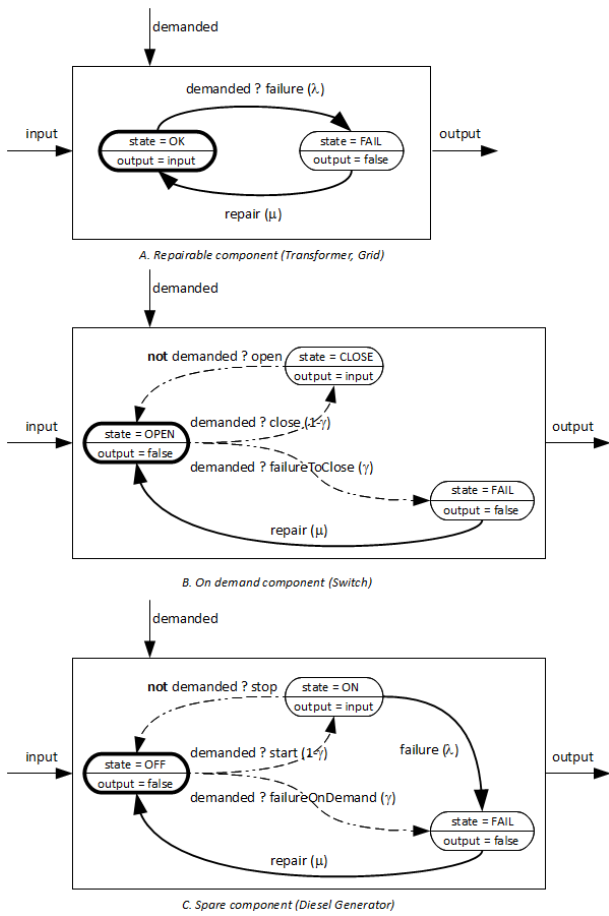 demanded
demanded ? failure (λ)
input
state = OK
output = input
state = FAIL
output = false
output
repair (μ)
A. Repairable component (Transformer, Grid)
demanded
not demanded ? open
state = CLOSE
output = input
input
state = OPEN
output = false
demanded ? close (1-γ)
demanded ? failureToClose (γ)
output
state = FAIL
output = false
repair (μ)
B. On demand component (Switch)
demanded
not demanded ? stop
state = ON
output = input
input
state = OFF
output = false
demanded ? start (1-γ)
demanded ? failureOnDemand (γ)
failure (λ)
output
state = FAIL
output = false
repair (μ)
C. Spare component (Diesel Generator)